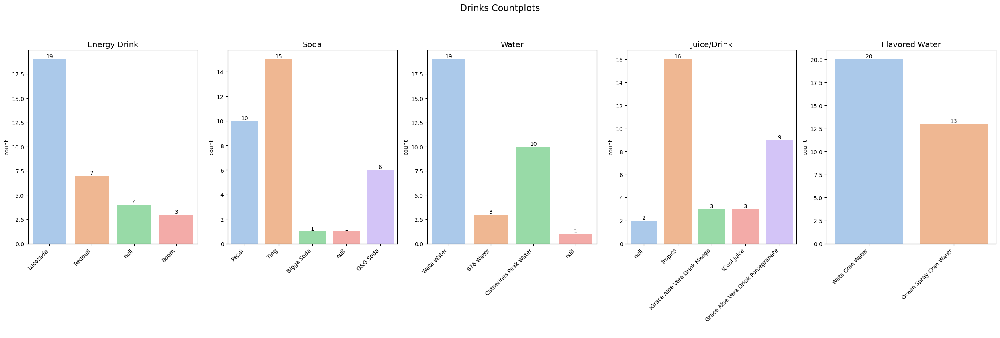 Drinks Countplots
Energy Drink
19
7
4
3
17.5
15.0
12.5
10.0
7.5
5.0
2.5
0.0
count
Lucozade
Redbull
null
Boom
Soda
10
15
1
1
6
14
12
10
8
6
4
2
0
count
Pepsi
Ting
Bigga Soda
null
D&G Soda
Water
19
3
10
1
17.5
15.0
12.5
10.0
7.5
5.0
2.5
0.0
count
Wata Water
876 Water
Catherines Peak Water
null
Juice/Drink
2
16
3
3
9
16
14
12
10
8
6
4
2
0
count
null
Tropics
iGrace Aloe Vera Drink Mango
iCool Juice
Grace Aloe Vera Drink Pomegranate
Flavored Water
20
13
20.0
17.5
15.0
12.5
10.0
7.5
5.0
2.5
0.0
count
Wata Cran Water
Ocean Spray Cran Water